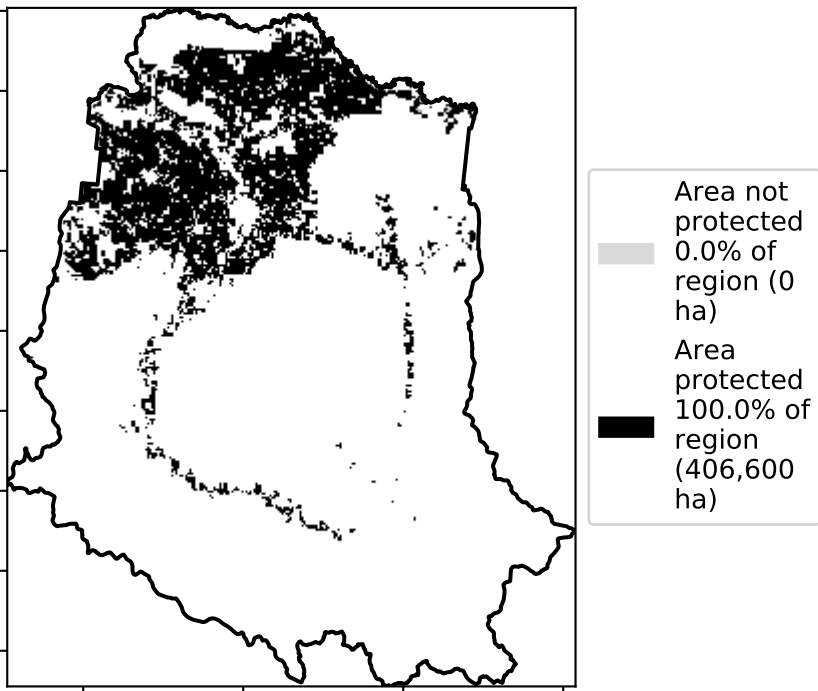 Area not
protected
0.0% of
region (0
ha)
Area
protected
100.0% of
region
(406,600
ha)